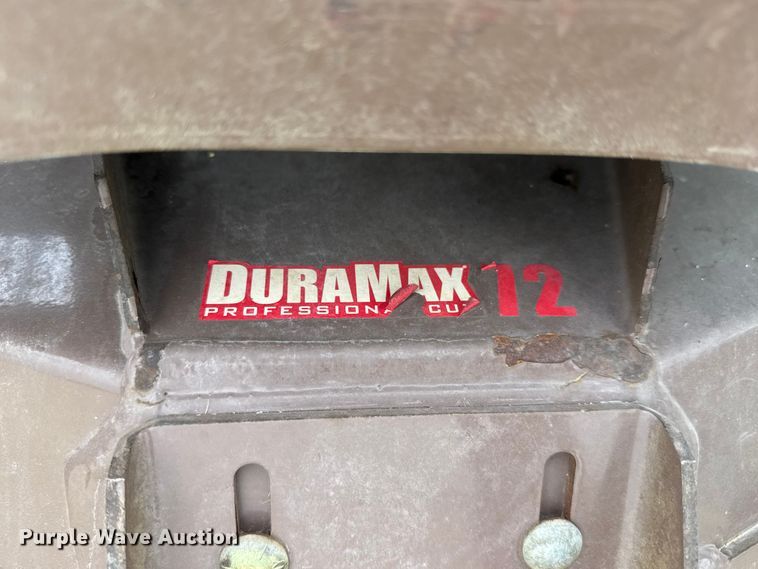 DURAMAX 12
PROFESSIONA CU
Purple Wave Auction